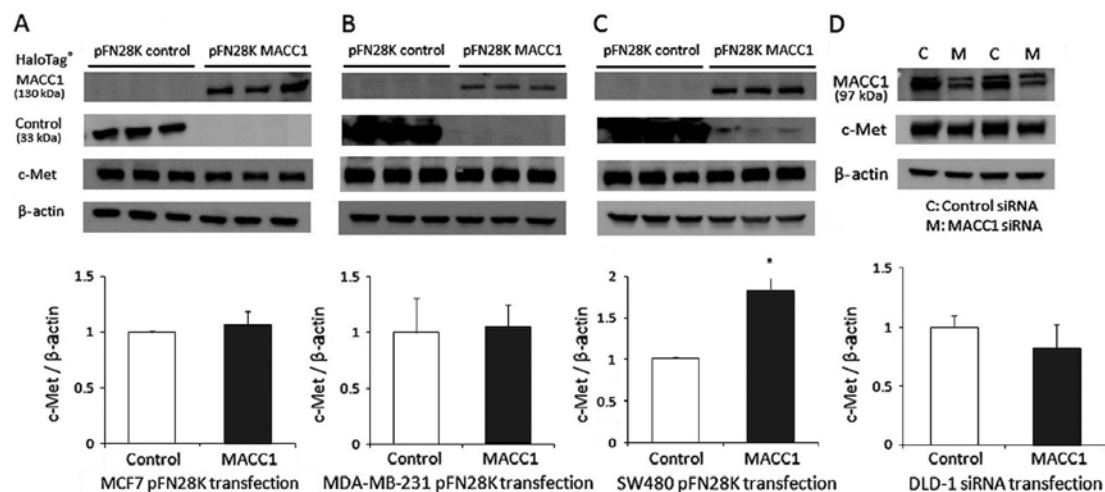 A
B
C
D
pFN28K control
pFN28K MACC1
pFN28K control
pFN28K MACC1
pFN28K control
pFN28K MACC1
C M C M
HaloTag®
MACC1
(130 kDa)
MACC1
(97 kDa)
Control
(33 kDa)
c-Met
c-Met
β-actin
β-actin
C: Control siRNA
M: MACC1 siRNA
1.5
1
0.5
0
c-Met / β-actin
Control
MACC1
MCF7 pFN28K transfection
1.5
1
0.5
0
c-Met / β-actin
Control
MACC1
MDA-MB-231 pFN28K transfection
2
1.5
1
0.5
0
c-Met / β-actin
*
Control
MACC1
SW480 pFN28K transfection
1.5
1
0.5
0
c-Met / β-actin
Control
MACC1
DLD-1 siRNA transfection